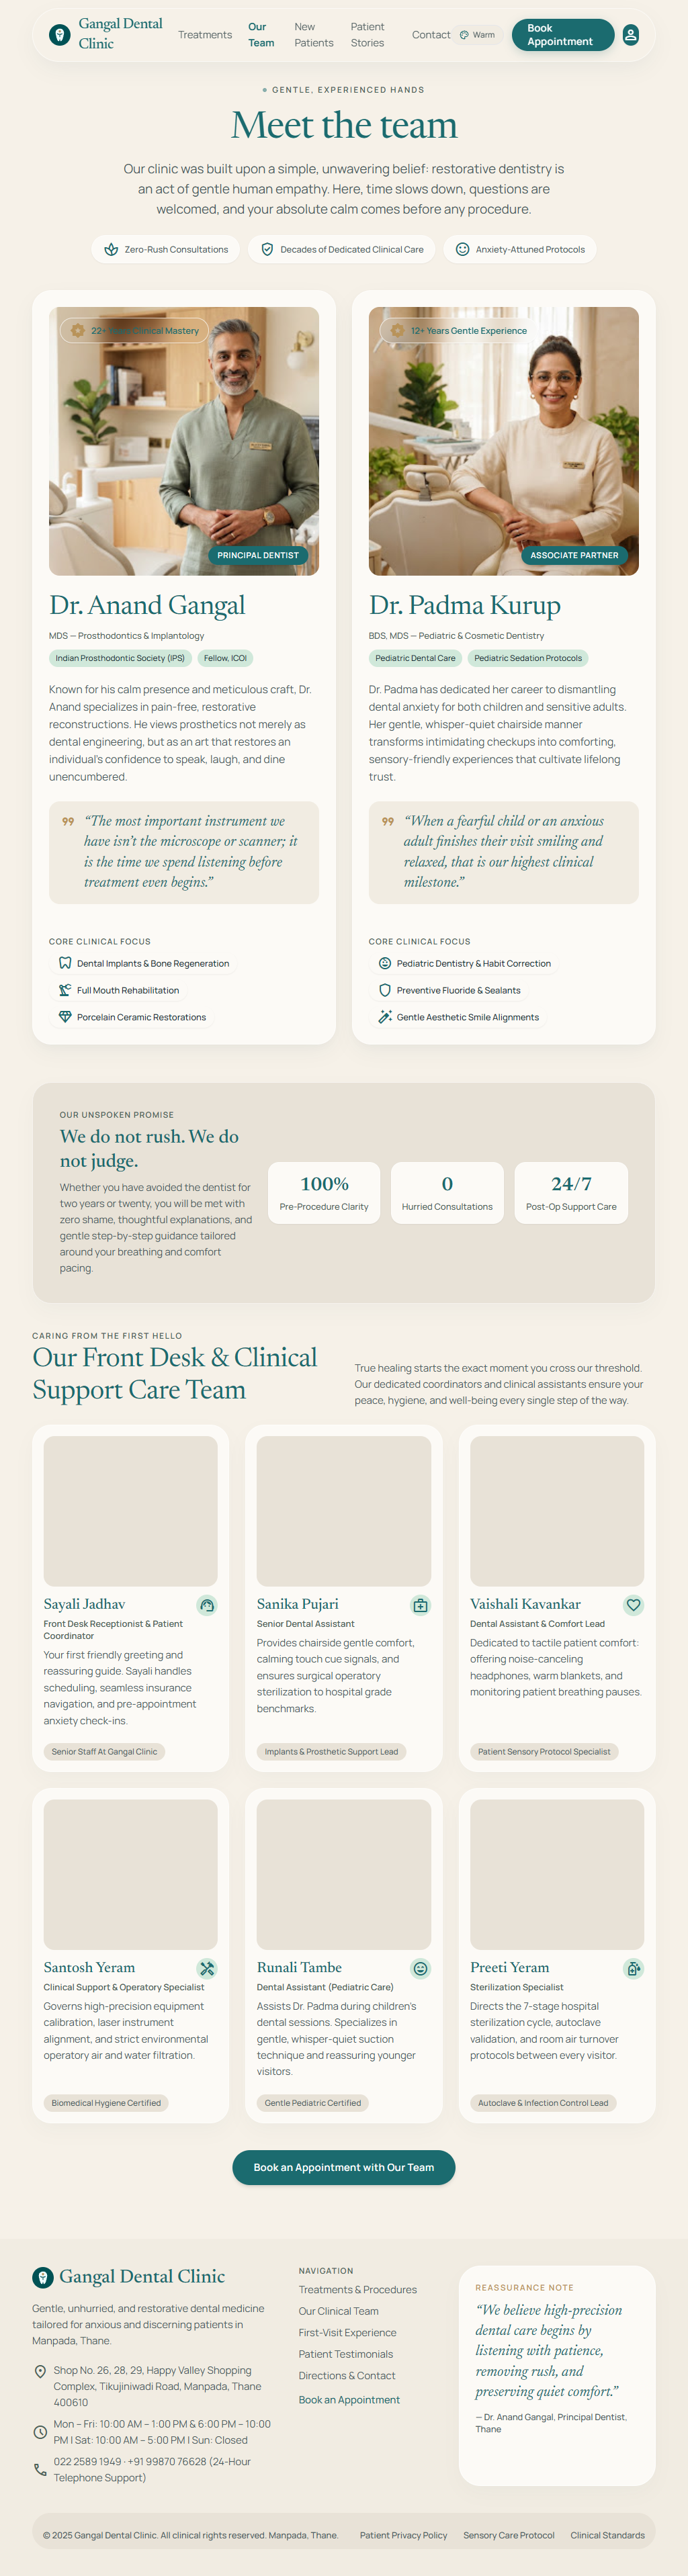 Gangal Dental
Clinic
Treatments
Our
Team
New
Patients
Patient
Stories
Contact
Warm
Book
Appointment
GENTLE, EXPERIENCED HANDS
Meet the team
Our clinic was built upon a simple, unwavering belief: restorative dentistry is
an act of gentle human empathy. Here, time slows down, questions are
welcomed, and your absolute calm comes before any procedure.
Zero-Rush Consultations
Decades of Dedicated Clinical Care
Anxiety-Attuned Protocols
22+ Years Clinical Mastery
PRINCIPAL DENTIST
Dr. Anand Gangal
MDS — Prosthodontics & Implantology
Indian Prosthodontic Society (IPS)
Fellow, ICOI
Known for his calm presence and meticulous craft, Dr.
Anand specializes in pain-free, restorative
reconstructions. He views prosthetics not merely as
dental engineering, but as an art that restores an
individual's confidence to speak, laugh, and dine
unencumbered.
“The most important instrument we
have isn’t the microscope or scanner; it
is the time we spend listening before
treatment even begins.”
CORE CLINICAL FOCUS
Dental Implants & Bone Regeneration
Full Mouth Rehabilitation
Porcelain Ceramic Restorations
12+ Years Gentle Experience
ASSOCIATE PARTNER
Dr. Padma Kurup
BDS, MDS — Pediatric & Cosmetic Dentistry
Pediatric Dental Care
Pediatric Sedation Protocols
Dr. Padma has dedicated her career to dismantling
dental anxiety for both children and sensitive adults.
Her gentle, whisper-quiet chairside manner
transforms intimidating checkups into comforting,
sensory-friendly experiences that cultivate lifelong
trust.
“When a fearful child or an anxious
adult finishes their visit smiling and
relaxed, that is our highest clinical
milestone.”
CORE CLINICAL FOCUS
Pediatric Dentistry & Habit Correction
Preventive Fluoride & Sealants
Gentle Aesthetic Smile Alignments
OUR UNSPOKEN PROMISE
We do not rush. We do
not judge.
Whether you have avoided the dentist for
two years or twenty, you will be met with
zero shame, thoughtful explanations, and
gentle step-by-step guidance tailored
around your breathing and comfort
pacing.
100%
Pre-Procedure Clarity
0
Hurried Consultations
24/7
Post-Op Support Care
CARING FROM THE FIRST HELLO
Our Front Desk & Clinical
Support Care Team
True healing starts the exact moment you cross our threshold.
Our dedicated coordinators and clinical assistants ensure your
peace, hygiene, and well-being every single step of the way.
Sayali Jadhav
Front Desk Receptionist & Patient
Coordinator
Your first friendly greeting and
reassuring guide. Sayali handles
scheduling, seamless insurance
navigation, and pre-appointment
anxiety check-ins.
Senior Staff At Gangal Clinic
Sanika Pujari
Senior Dental Assistant
Provides chairside gentle comfort,
calming touch cue signals, and
ensures surgical operatory
sterilization to hospital grade
benchmarks.
Implants & Prosthetic Support Lead
Vaishali Kavankar
Dental Assistant & Comfort Lead
Dedicated to tactile patient comfort:
offering noise-canceling
headphones, warm blankets, and
monitoring patient breathing pauses.
Patient Sensory Protocol Specialist
Santosh Yeram
Clinical Support & Operatory Specialist
Governs high-precision equipment
calibration, laser instrument
alignment, and strict environmental
operatory air and water filtration.
Biomedical Hygiene Certified
Runali Tambe
Dental Assistant (Pediatric Care)
Assists Dr. Padma during children's
dental sessions. Specializes in
gentle, whisper-quiet suction
technique and reassuring younger
visitors.
Gentle Pediatric Certified
Preeti Yeram
Sterilization Specialist
Directs the 7-stage hospital
sterilization cycle, autoclave
validation, and room air turnover
protocols between every visitor.
Autoclave & Infection Control Lead
Book an Appointment with Our Team
Gangal Dental Clinic
Gentle, unhurried, and restorative dental medicine
tailored for anxious and discerning patients in
Manpada, Thane.
Shop No. 26, 28, 29, Happy Valley Shopping
Complex, Tikujiniwadi Road, Manpada, Thane
400610
Mon – Fri: 10:00 AM – 1:00 PM & 6:00 PM – 10:00
PM | Sat: 10:00 AM – 5:00 PM | Sun: Closed
022 2589 1949 · +91 99870 76628 (24-Hour
Telephone Support)
NAVIGATION
Treatments & Procedures
Our Clinical Team
First-Visit Experience
Patient Testimonials
Directions & Contact
Book an Appointment
REASSURANCE NOTE
“We believe high-precision
dental care begins by
listening with patience,
removing rush, and
preserving quiet comfort.”
— Dr. Anand Gangal, Principal Dentist,
Thane
© 2025 Gangal Dental Clinic. All clinical rights reserved. Manpada, Thane.
Patient Privacy Policy
Sensory Care Protocol
Clinical Standards